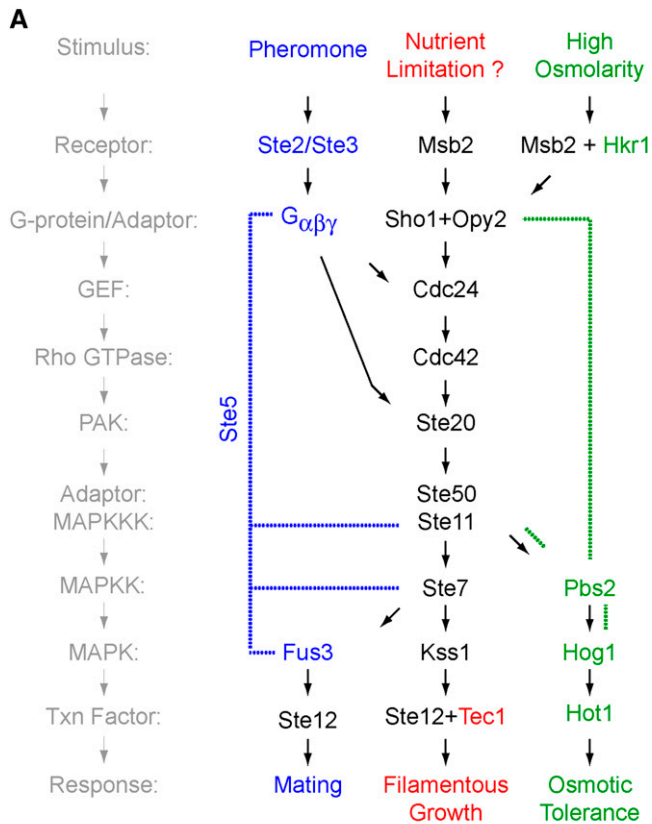 A
Stimulus: Pheromone Nutrient Limitation ? High Osmolarity
Receptor: Ste2/Ste3 Msb2 Msb2 + Hkr1
G-protein/Adaptor: Gαβγ Sho1+Opy2
GEF: Cdc24
Rho GTPase: Cdc42
Ste5
PAK: Ste20
Adaptor: Ste50
MAPKKK: Ste11
MAPKK: Ste7 Pbs2
MAPK: Fus3 Kss1 Hog1
Txn Factor: Ste12 Ste12+Tec1 Hot1
Response: Mating Filamentous Growth Osmotic Tolerance